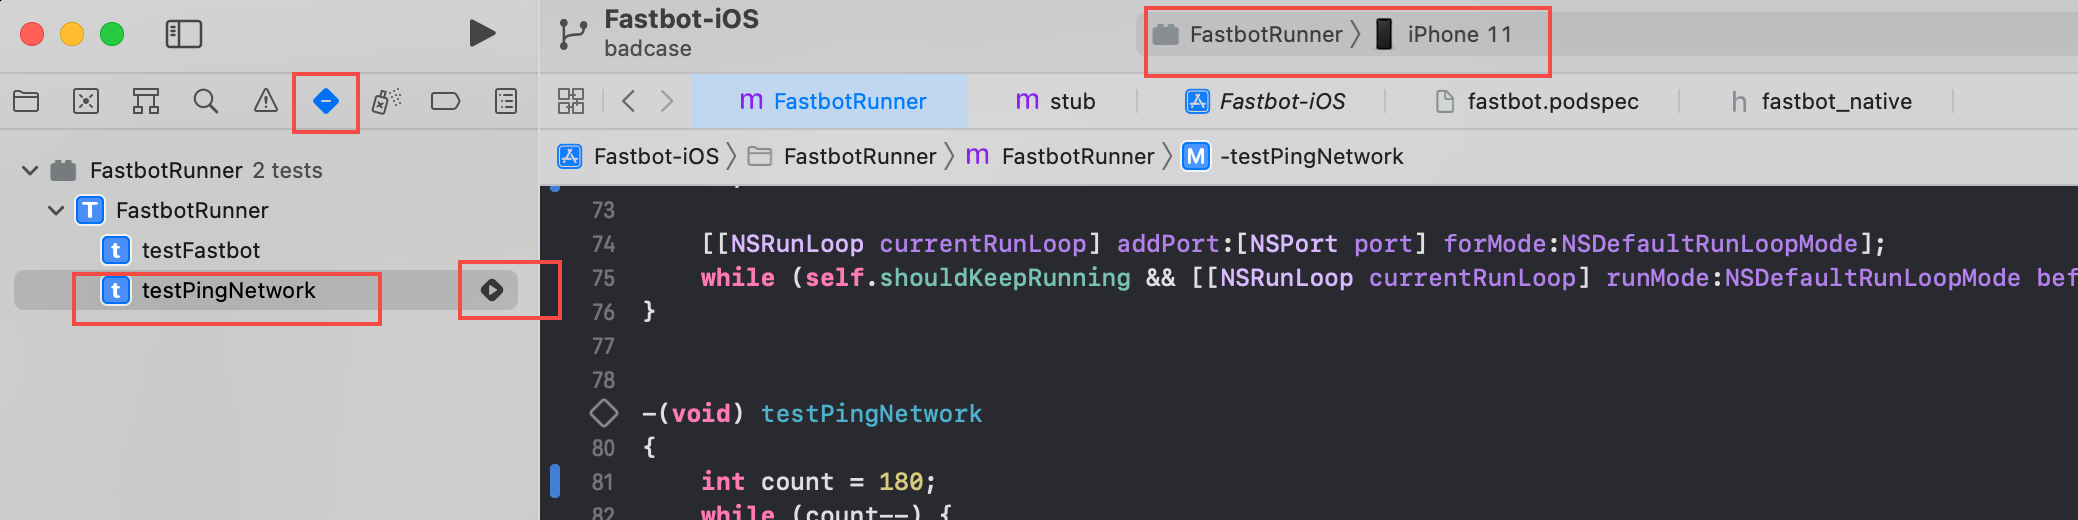 Fastbot-iOS
badcase
FastbotRunner
iPhone 11
m FastbotRunner
m stub
Fastbot-iOS
fastbot.podspec
h fastbot_native
Fastbot-iOS 〉 FastbotRunner 〉 m FastbotRunner 〉 M -testPingNetwork
FastbotRunner 2 tests
T FastbotRunner
t testFastbot
t testPingNetwork
73
74 [[NSRunLoop currentRunLoop] addPort:[NSPort port] forMode:NSDefaultRunLoopMode];
75 while (self.shouldKeepRunning && [[NSRunLoop currentRunLoop] runMode:NSDefaultRunLoopMode bef
76 }
77
78
-(void) testPingNetwork
80 {
81 int count = 180;
82 while (count--) {